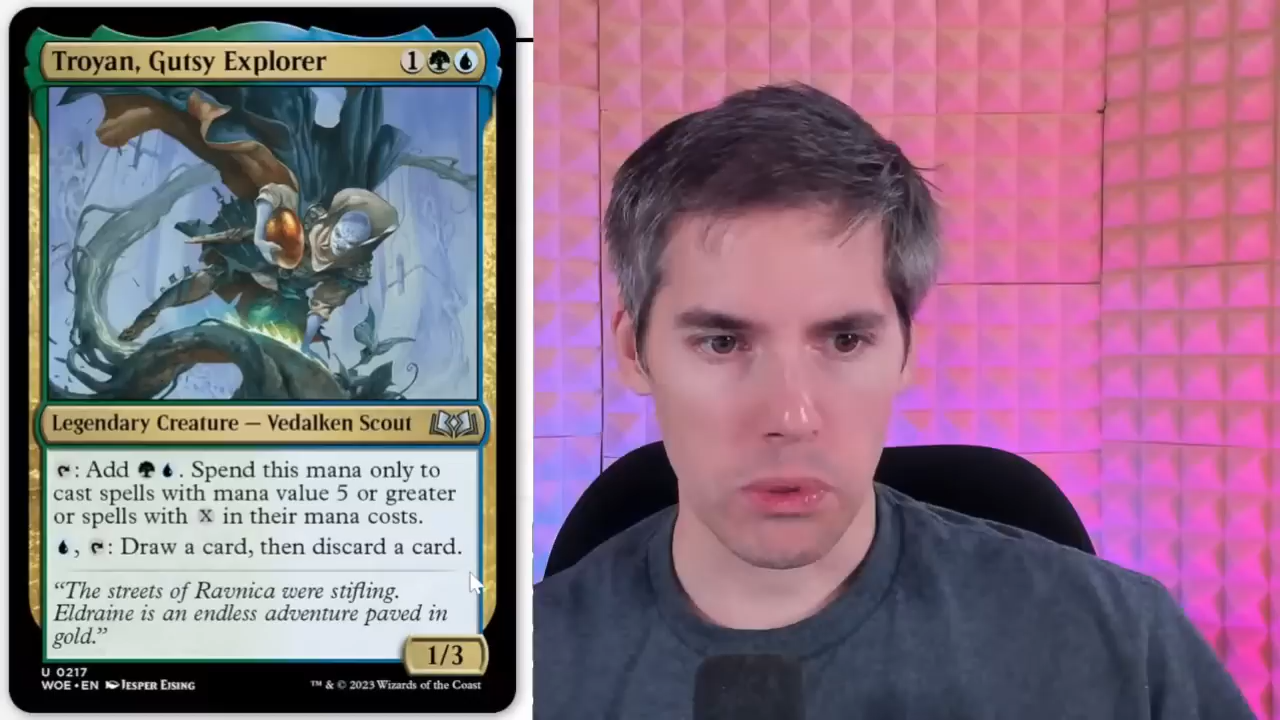 Troyan, Gutsy Explorer 1
Legendary Creature — Vedalken Scout
: Add . Spend this mana only to
cast spells with mana value 5 or greater
or spells with X in their mana costs.
, : Draw a card, then discard a card.
“The streets of Ravnica were stifling.
Eldraine is an endless adventure paved in
gold.”
1/3
U 0217
WOE • EN JESPER EISING
™ & © 2023 Wizards of the Coast